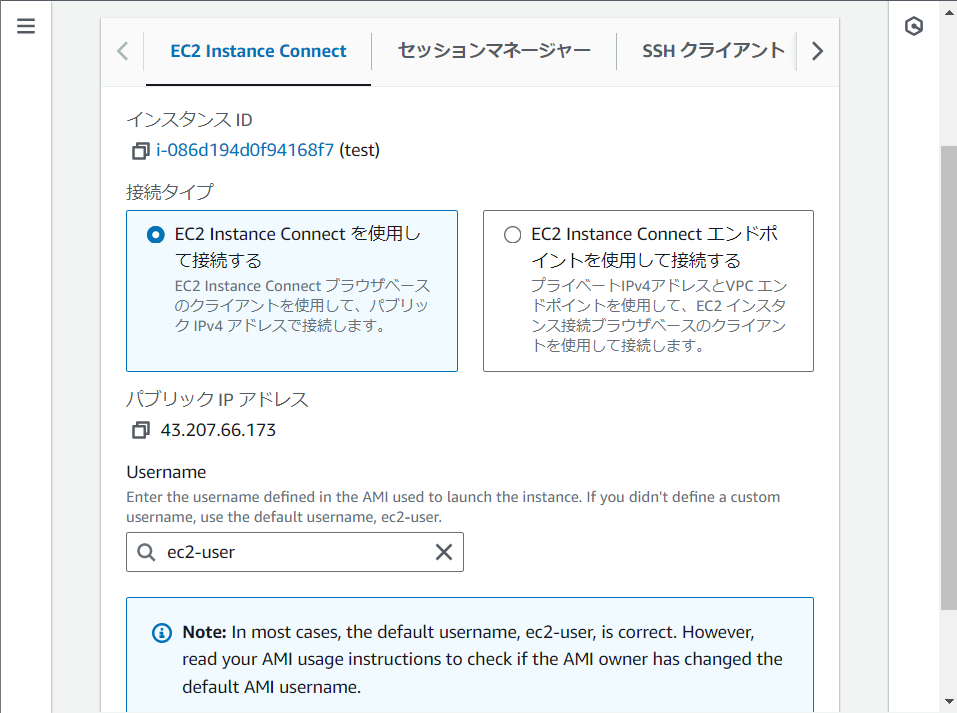 EC2 Instance Connect
セッションマネージャー
SSH クライアント
インスタンス ID
i-086d194d0f94168f7 (test)
接続タイプ
EC2 Instance Connect を使用し
て接続する
EC2 Instance Connect ブラウザベース
のクライアントを使用して、パブリッ
ク IPv4 アドレスで接続します。
EC2 Instance Connect エンドポ
イントを使用して接続する
プライベートIPv4アドレスとVPC エン
ドポイントを使用して、EC2 インスタ
ンス接続ブラウザベースのクライアン
トを使用して接続します。
パブリック IP アドレス
43.207.66.173
Username
Enter the username defined in the AMI used to launch the instance. If you didn't define a custom
username, use the default username, ec2-user.
ec2-user
Note: In most cases, the default username, ec2-user, is correct. However,
read your AMI usage instructions to check if the AMI owner has changed the
default AMI username.